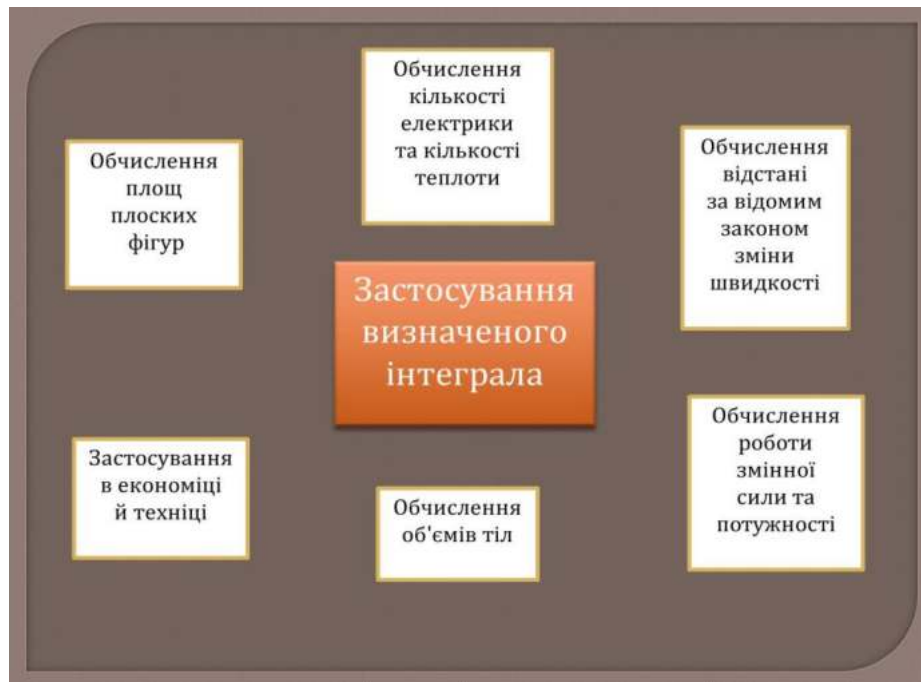 Обчислення
кількості
електрики
та кількості
теплоти
Обчислення
площ
плоских
фігур
Обчислення
відстані
за відомим
законом
зміни
швидкості
Застосування
визначеного
інтеграла
Застосування
в економіці
й техніці
Обчислення
об'ємів тіл
Обчислення
роботи
змінної
сили та
потужності